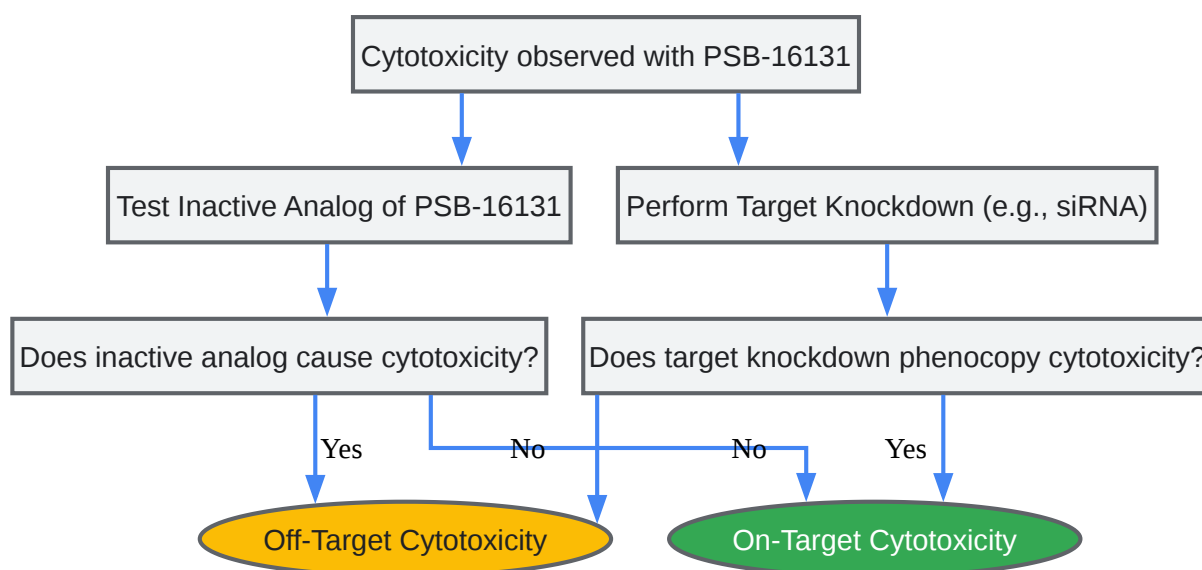 Cytotoxicity observed with PSB-16131
Test Inactive Analog of PSB-16131
Perform Target Knockdown (e.g., siRNA)
Does inactive analog cause cytotoxicity?
Does target knockdown phenocopy cytotoxicity?
Yes
No
No
Yes
Off-Target Cytotoxicity
On-Target Cytotoxicity